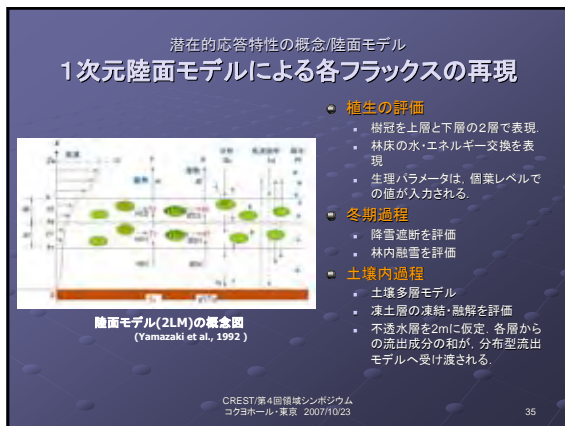 潜在的応答特性の概念/陸面モデル
1次元陸面モデルによる各フラックスの再現
植生の評価
樹冠を上層と下層の2層で表現.
林床の水・エネルギー交換を表
現
生理パラメータは,個葉レベルで
の値が入力される.
冬期過程
降雪遮断を評価
林内融雪を評価
土壌内過程
土壌多層モデル
凍土層の凍結・融解を評価
不透水層を2mに仮定.各層から
の流出成分の和が,分布型流出
モデルへ受け渡される.
陸面モデル(2LM)の概念図
(Yamazaki et al., 1992 )
CREST/第4回領域シンポジウム
コクヨホール・東京 2007/10/23
35